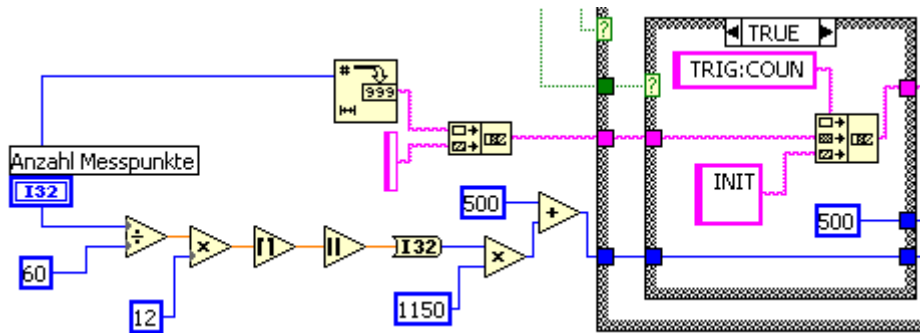 ?
TRUE
TRIG:COUN
#
999
?
Anzahl Messpunkte
I32
INIT
500
+
500
÷
×
I32
×
60
12
1150